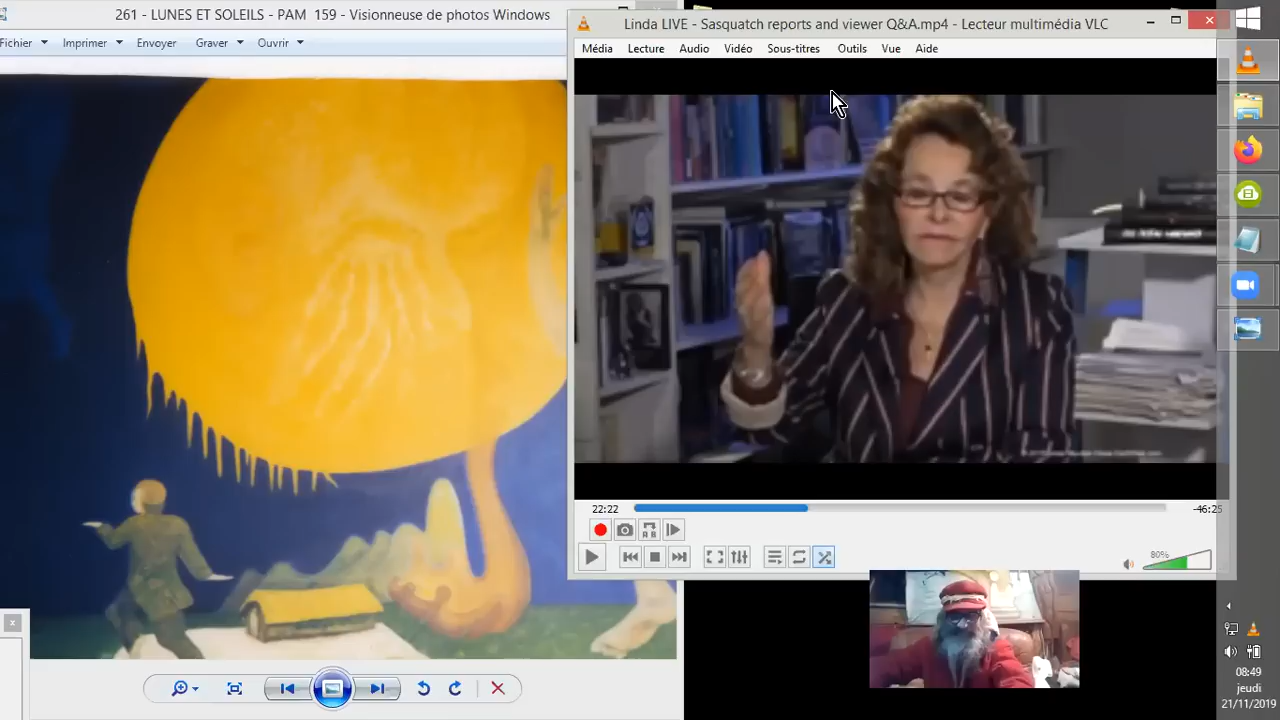 261 - LUNES ET SOLEILS - PAM 159 - Visionneuse de photos Windows
Fichier Imprimer Envoyer Graver Ouvrir
Linda LIVE - Sasquatch reports and viewer Q&A.mp4 - Lecteur multimédia VLC
Média Lecture Audio Vidéo Sous-titres Outils Vue Aide
22:22 -46:25
A B
80%
08:49
jeudi
21/11/2019